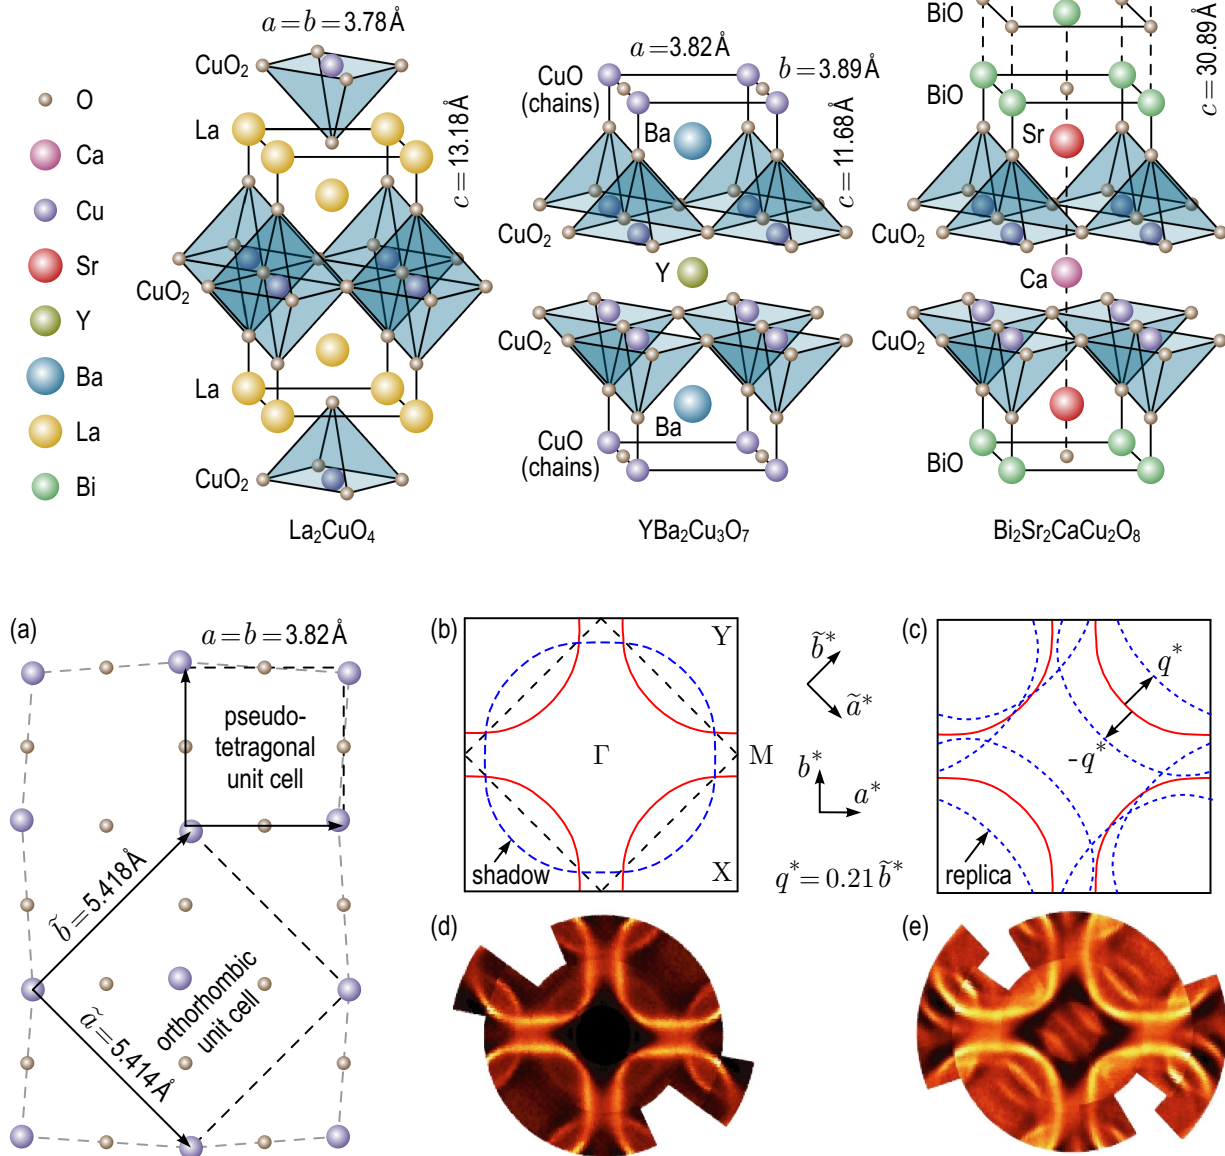 a = b = 3.78 Å
CuO₂
O
Ca
Cu
Sr
Y
Ba
La
Bi
La
c = 13.18 Å
CuO₂
La
CuO₂
La₂CuO₄
a = 3.82 Å
b = 3.89 Å
CuO
(chains)
Ba
c = 11.68 Å
CuO₂
Y
CuO₂
Ba
CuO
(chains)
YBa₂Cu₃O₇
BiO
Bi
c = 30.89 Å
BiO
Sr
CuO₂
Ca
CuO₂
Sr
BiO
Bi₂Sr₂CaCu₂O₈
(a)
a = b = 3.82 Å
pseudo-
tetragonal
unit cell
b̃ = 5.418 Å
ã = 5.414 Å
orthorhombic
unit cell
(b)
Y
Γ
M
X
shadow
b̃*
ã*
b*
a*
q* = 0.21 b̃*
(c)
q*
-q*
replica
(d)
(e)